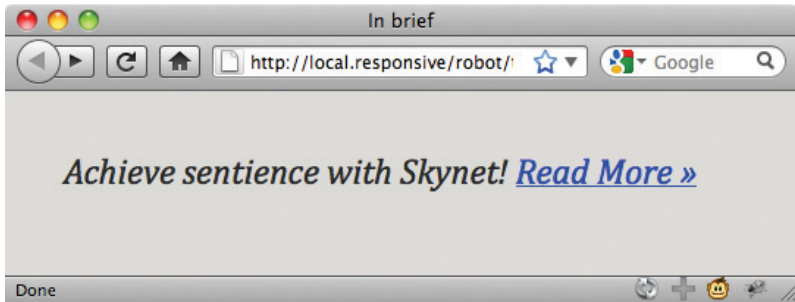 In brief
http://local.responsive/robot/
Google
Achieve sentience with Skynet! Read More »
Done